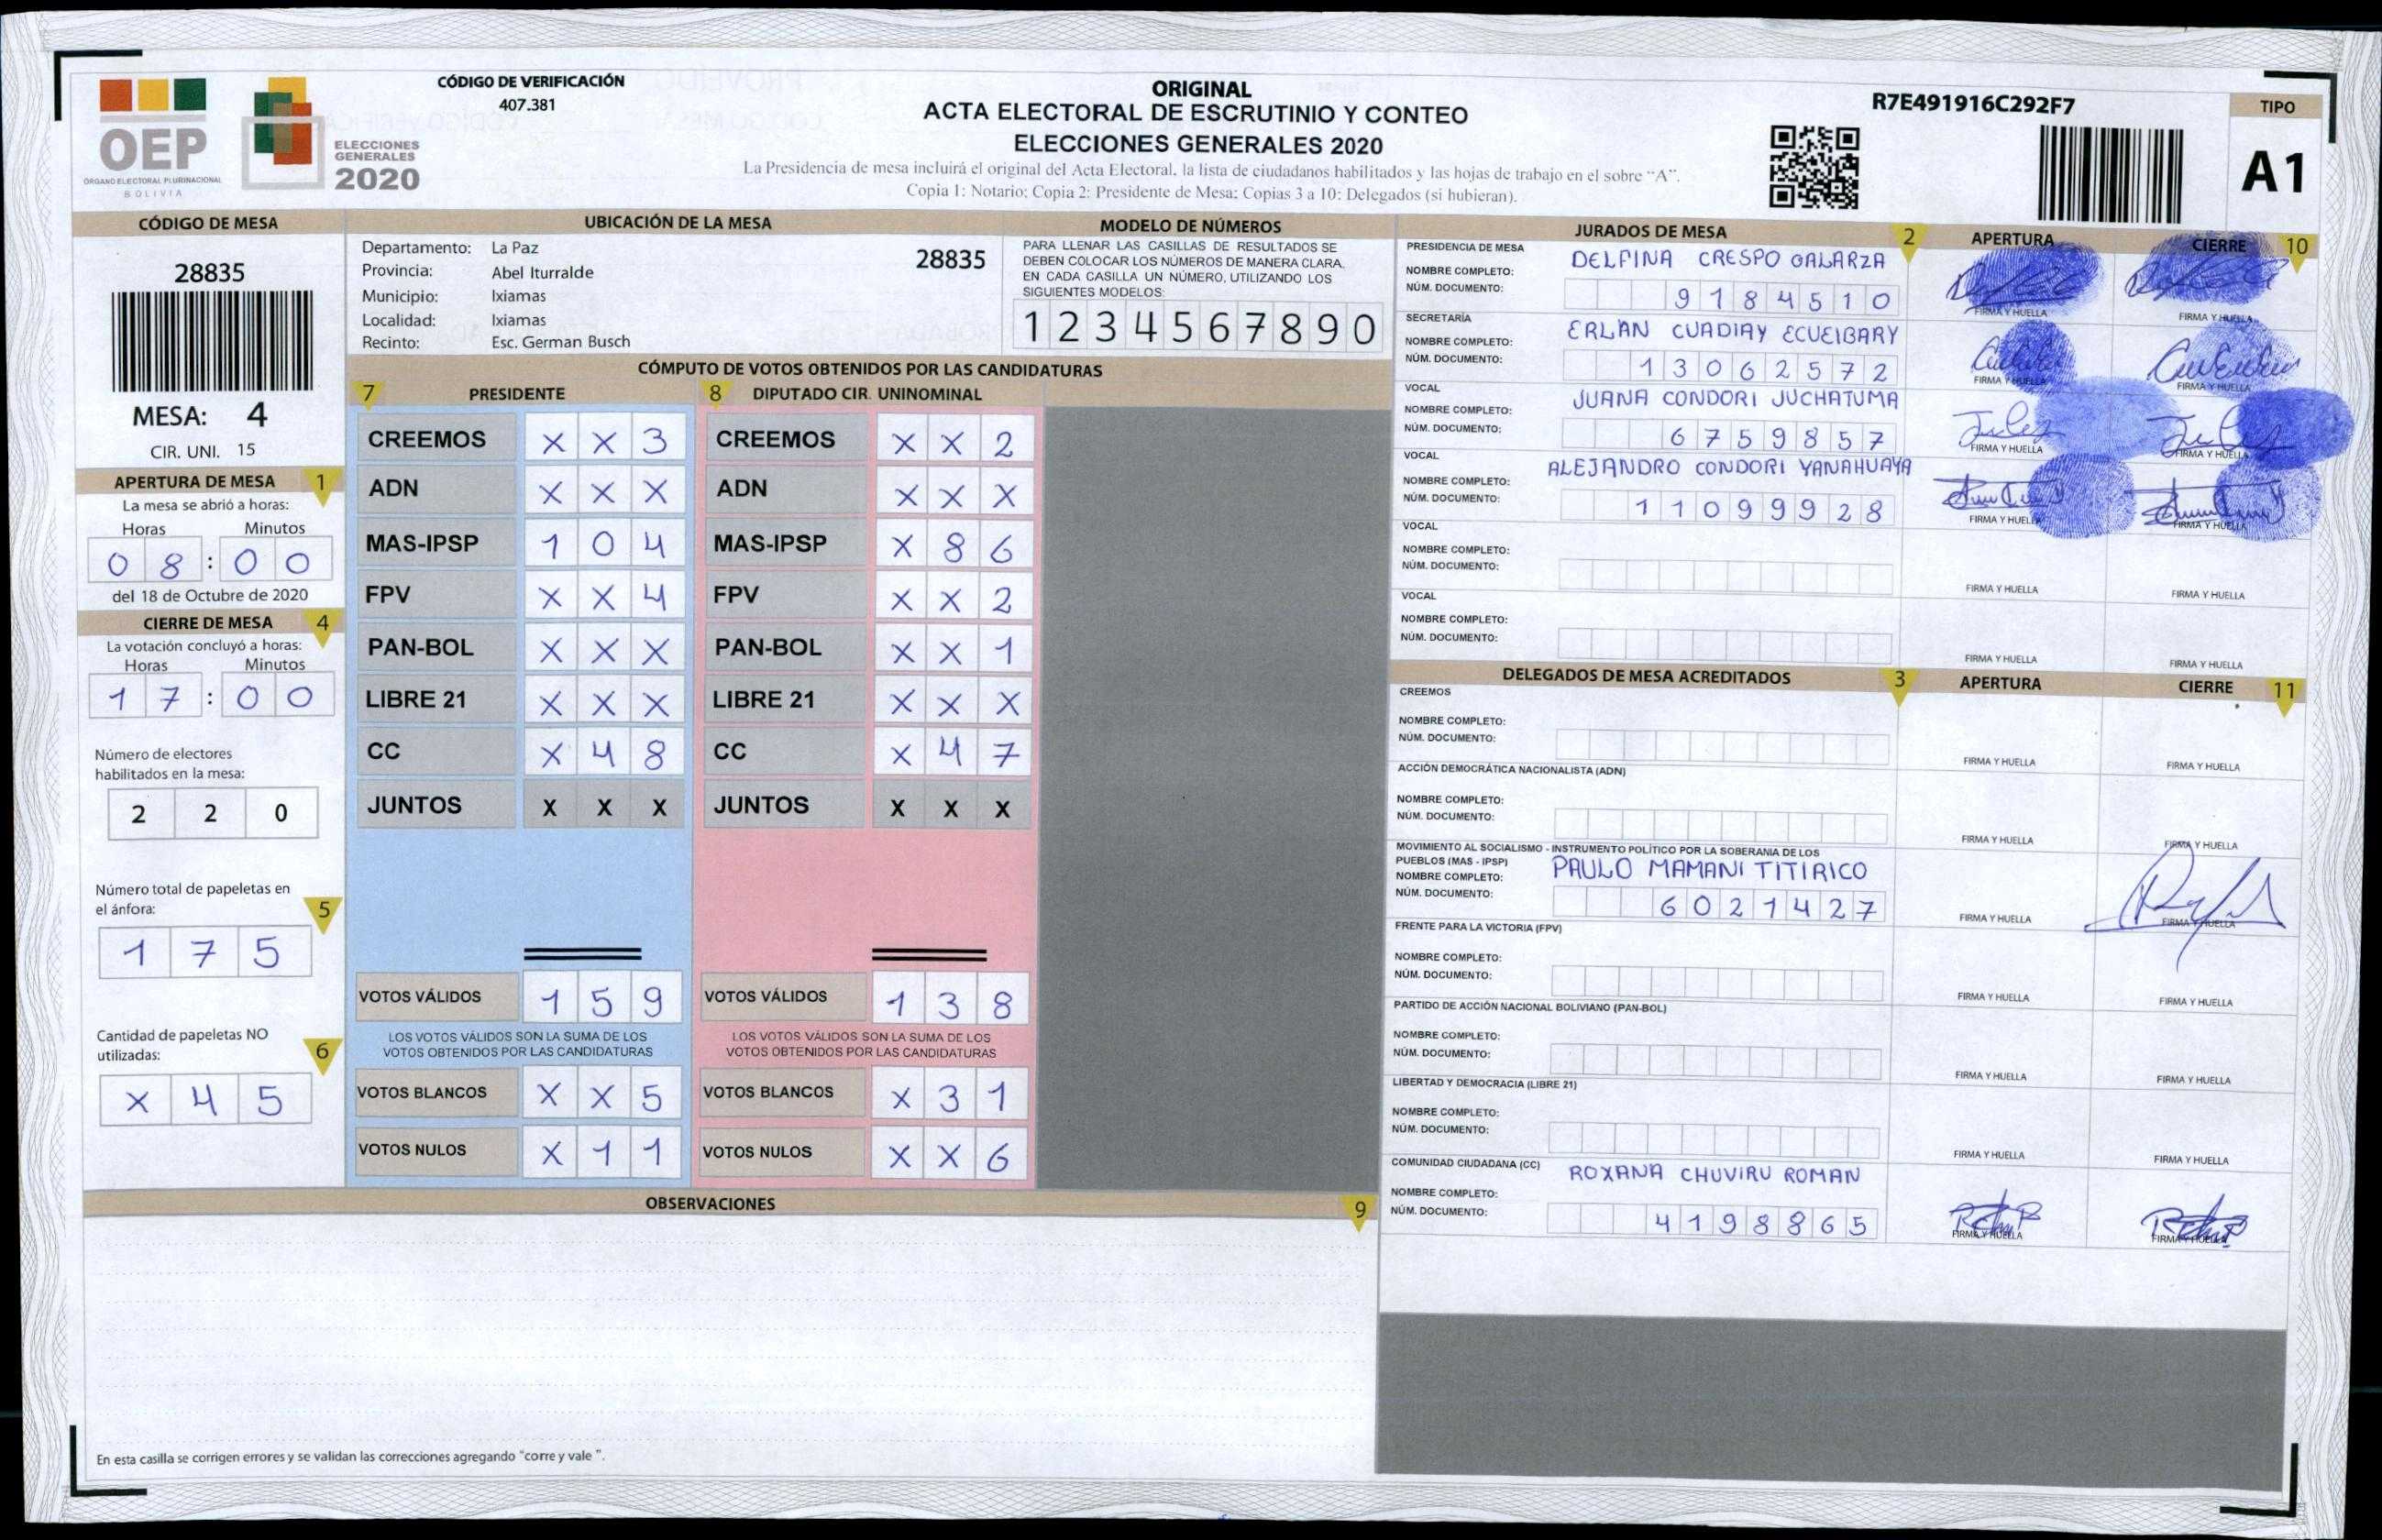 OEP
ÓRGANO ELECTORAL PLURINACIONAL
BOLIVIA
ELECCIONES
GENERALES
2020
CÓDIGO DE VERIFICACIÓN
407.381
ORIGINAL
ACTA ELECTORAL DE ESCRUTINIO Y CONTEO
ELECCIONES GENERALES 2020
La Presidencia de mesa incluirá el original del Acta Electoral, la lista de ciudadanos habilitados y las hojas de trabajo en el sobre “A”.
Copia 1: Notario; Copia 2: Presidente de Mesa; Copias 3 a 10: Delegados (si hubieran).
R7E491916C292F7
TIPO
A1
CÓDIGO DE MESA
28835
MESA: 4
CIR. UNI. 15
APERTURA DE MESA 1
La mesa se abrió a horas:
Horas Minutos
0 8 : 0 0
del 18 de Octubre de 2020
CIERRE DE MESA 4
La votación concluyó a horas:
Horas Minutos
1 7 : 0 0
Número de electores
habilitados en la mesa:
2 2 0
Número total de papeletas en
el ánfora: 5
1 7 5
Cantidad de papeletas NO
utilizadas: 6
X 4 5
UBICACIÓN DE LA MESA
Departamento: La Paz 28835
Provincia: Abel Iturralde
Municipio: Ixiamas
Localidad: Ixiamas
Recinto: Esc. German Busch
MODELO DE NÚMEROS
PARA LLENAR LAS CASILLAS DE RESULTADOS SE
DEBEN COLOCAR LOS NÚMEROS DE MANERA CLARA,
EN CADA CASILLA UN NÚMERO, UTILIZANDO LOS
SIGUIENTES MODELOS:
1 2 3 4 5 6 7 8 9 0
CÓMPUTO DE VOTOS OBTENIDOS POR LAS CANDIDATURAS
7 PRESIDENTE 8 DIPUTADO CIR. UNINOMINAL
CREEMOS X X 3 CREEMOS X X 2
ADN X X X ADN X X X
MAS-IPSP 1 0 4 MAS-IPSP X 8 6
FPV X X 4 FPV X X 2
PAN-BOL X X X PAN-BOL X X 1
LIBRE 21 X X X LIBRE 21 X X X
CC X 4 8 CC X 4 7
JUNTOS X X X JUNTOS X X X
VOTOS VÁLIDOS 1 5 9 VOTOS VÁLIDOS 1 3 8
LOS VOTOS VÁLIDOS SON LA SUMA DE LOS LOS VOTOS VÁLIDOS SON LA SUMA DE LOS
VOTOS OBTENIDOS POR LAS CANDIDATURAS VOTOS OBTENIDOS POR LAS CANDIDATURAS
VOTOS BLANCOS X X 5 VOTOS BLANCOS X 3 1
VOTOS NULOS X 1 1 VOTOS NULOS X X 6
OBSERVACIONES 9
En esta casilla se corrigen errores y se validan las correcciones agregando “corre y vale ”.
JURADOS DE MESA 2 APERTURA CIERRE 10
PRESIDENCIA DE MESA
NOMBRE COMPLETO: DELFINA CRESPO GALARZA
NÚM. DOCUMENTO: 9 1 8 4 5 1 0
FIRMA Y HUELLA FIRMA Y HUELLA
SECRETARÍA
NOMBRE COMPLETO: ERLAN CUADIAY ECUEIBARY
NÚM. DOCUMENTO: 1 3 0 6 2 5 7 2
FIRMA Y HUELLA FIRMA Y HUELLA
VOCAL
NOMBRE COMPLETO: JUANA CONDORI JUCHATUMA
NÚM. DOCUMENTO: 6 7 5 9 8 5 7
FIRMA Y HUELLA FIRMA Y HUELLA
VOCAL
NOMBRE COMPLETO: ALEJANDRO CONDORI YANAHUAYA
NÚM. DOCUMENTO: 1 1 0 9 9 9 2 8
FIRMA Y HUELLA FIRMA Y HUELLA
VOCAL
NOMBRE COMPLETO:
NÚM. DOCUMENTO:
FIRMA Y HUELLA FIRMA Y HUELLA
VOCAL
NOMBRE COMPLETO:
NÚM. DOCUMENTO:
FIRMA Y HUELLA FIRMA Y HUELLA
DELEGADOS DE MESA ACREDITADOS 3 APERTURA CIERRE 11
CREEMOS
NOMBRE COMPLETO:
NÚM. DOCUMENTO:
FIRMA Y HUELLA FIRMA Y HUELLA
ACCIÓN DEMOCRÁTICA NACIONALISTA (ADN)
NOMBRE COMPLETO:
NÚM. DOCUMENTO:
FIRMA Y HUELLA FIRMA Y HUELLA
MOVIMIENTO AL SOCIALISMO - INSTRUMENTO POLÍTICO POR LA SOBERANIA DE LOS
PUEBLOS (MAS - IPSP)
NOMBRE COMPLETO: PAULO MAMANI TITIRICO
NÚM. DOCUMENTO: 6 0 2 1 4 2 7
FIRMA Y HUELLA FIRMA Y HUELLA
FRENTE PARA LA VICTORIA (FPV)
NOMBRE COMPLETO:
NÚM. DOCUMENTO:
FIRMA Y HUELLA FIRMA Y HUELLA
PARTIDO DE ACCIÓN NACIONAL BOLIVIANO (PAN-BOL)
NOMBRE COMPLETO:
NÚM. DOCUMENTO:
FIRMA Y HUELLA FIRMA Y HUELLA
LIBERTAD Y DEMOCRACIA (LIBRE 21)
NOMBRE COMPLETO:
NÚM. DOCUMENTO:
FIRMA Y HUELLA FIRMA Y HUELLA
COMUNIDAD CIUDADANA (CC)
NOMBRE COMPLETO: ROXANA CHUVIRU ROMAN
NÚM. DOCUMENTO: 4 1 9 8 8 6 5
FIRMA Y HUELLA FIRMA Y HUELLA